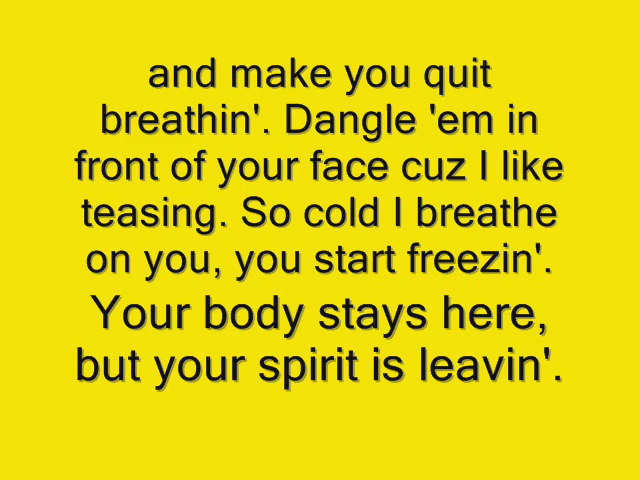 and make you quit
breathin'. Dangle 'em in
front of your face cuz I like
teasing. So cold I breathe
on you, you start freezin'.
Your body stays here,
but your spirit is leavin'.